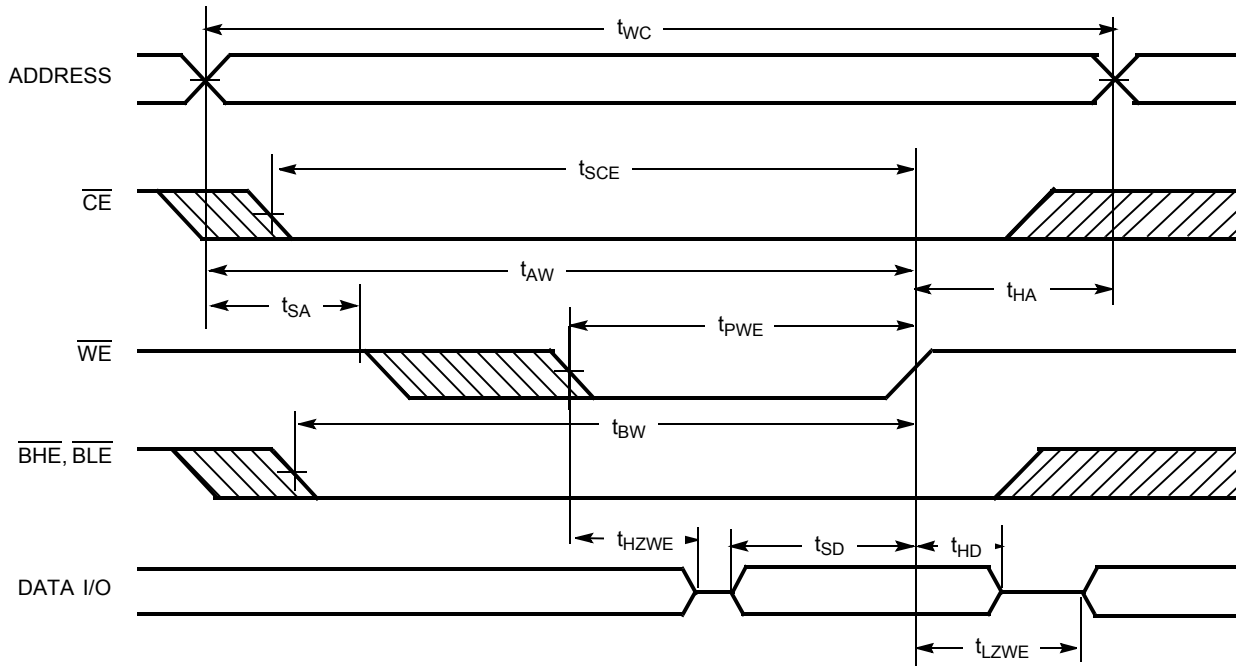 tWC
ADDRESS
tSCE
CE
tAW
tSA
tHA
tPWE
WE
tBW
BHE, BLE
tHZWE
tSD
tHD
DATA I/O
tLZWE